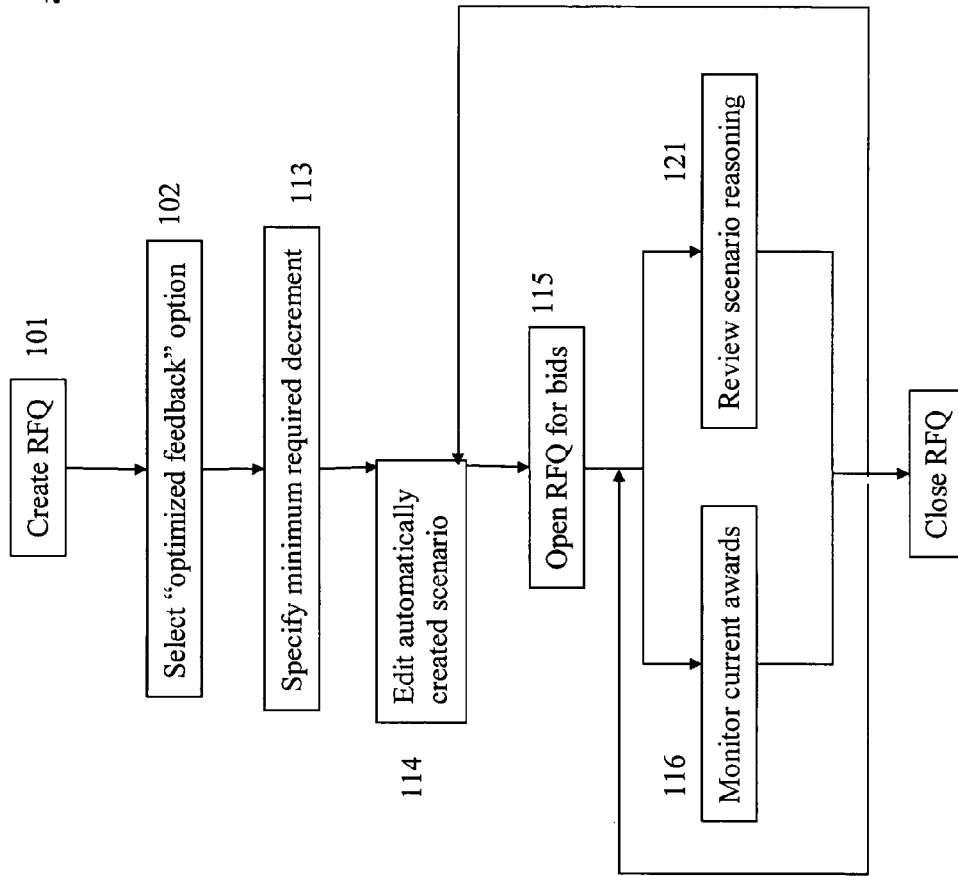 Create RFQ
101
Select “optimized feedback” option
102
Specify minimum required decrement
113
Edit automatically
created scenario
114
Open RFQ for bids
115
Monitor current awards
116
Review scenario reasoning
121
Close RFQ